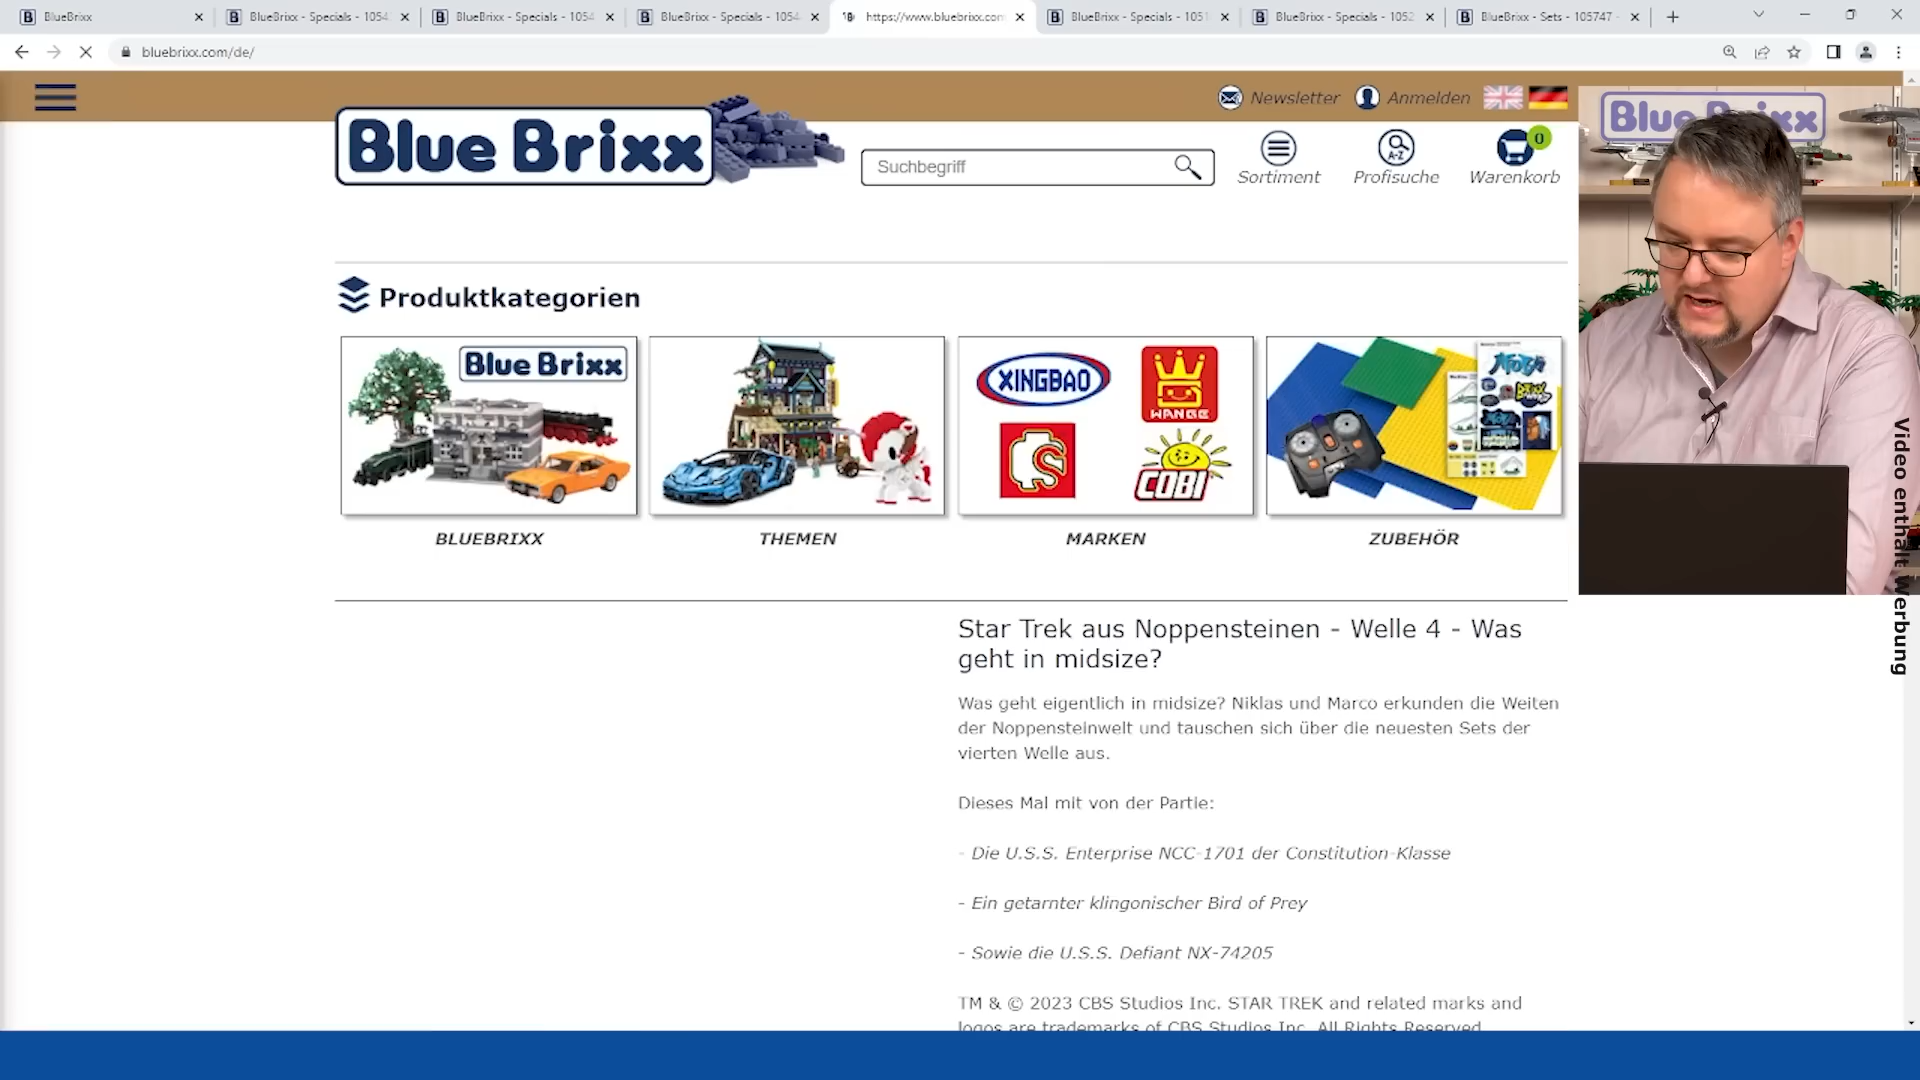 BlueBrixx
BlueBrixx - Specials - 1054
BlueBrixx - Specials - 1054
BlueBrixx - Specials - 1054
https://www.bluebrixx.com
BlueBrixx - Specials - 1051
BlueBrixx - Specials - 1052
BlueBrixx - Sets - 105747 -
bluebrixx.com/de/
Newsletter
Anmelden
Blue Brixx
Suchbegriff
Sortiment
A-Z
Profisuche
0
Warenkorb
Produktkategorien
Blue Brixx
XINGBAO
WANGE
COBI
BLUEBRIXX
THEMEN
MARKEN
ZUBEHÖR
Star Trek aus Noppensteinen - Welle 4 - Was
geht in midsize?
Was geht eigentlich in midsize? Niklas und Marco erkunden die Weiten
der Noppensteinwelt und tauschen sich über die neuesten Sets der
vierten Welle aus.
Dieses Mal mit von der Partie:
- Die U.S.S. Enterprise NCC-1701 der Constitution-Klasse
- Ein getarnter klingonischer Bird of Prey
- Sowie die U.S.S. Defiant NX-74205
TM & © 2023 CBS Studios Inc. STAR TREK and related marks and
logos are trademarks of CBS Studios Inc. All Rights Reserved
Video enthält Werbung